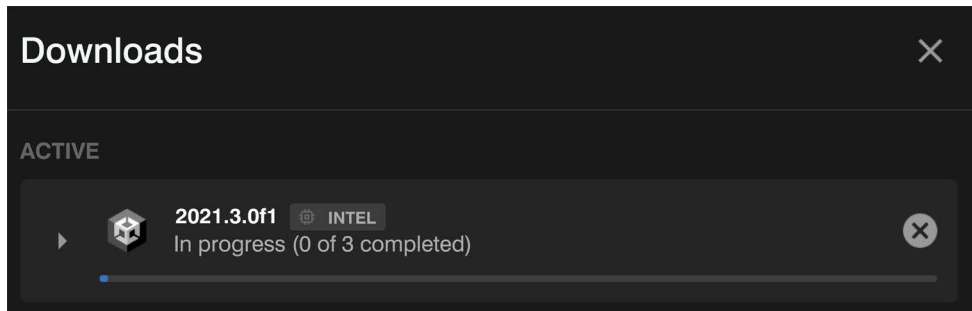 Downloads
ACTIVE
2021.3.0f1 INTEL
In progress (0 of 3 completed)